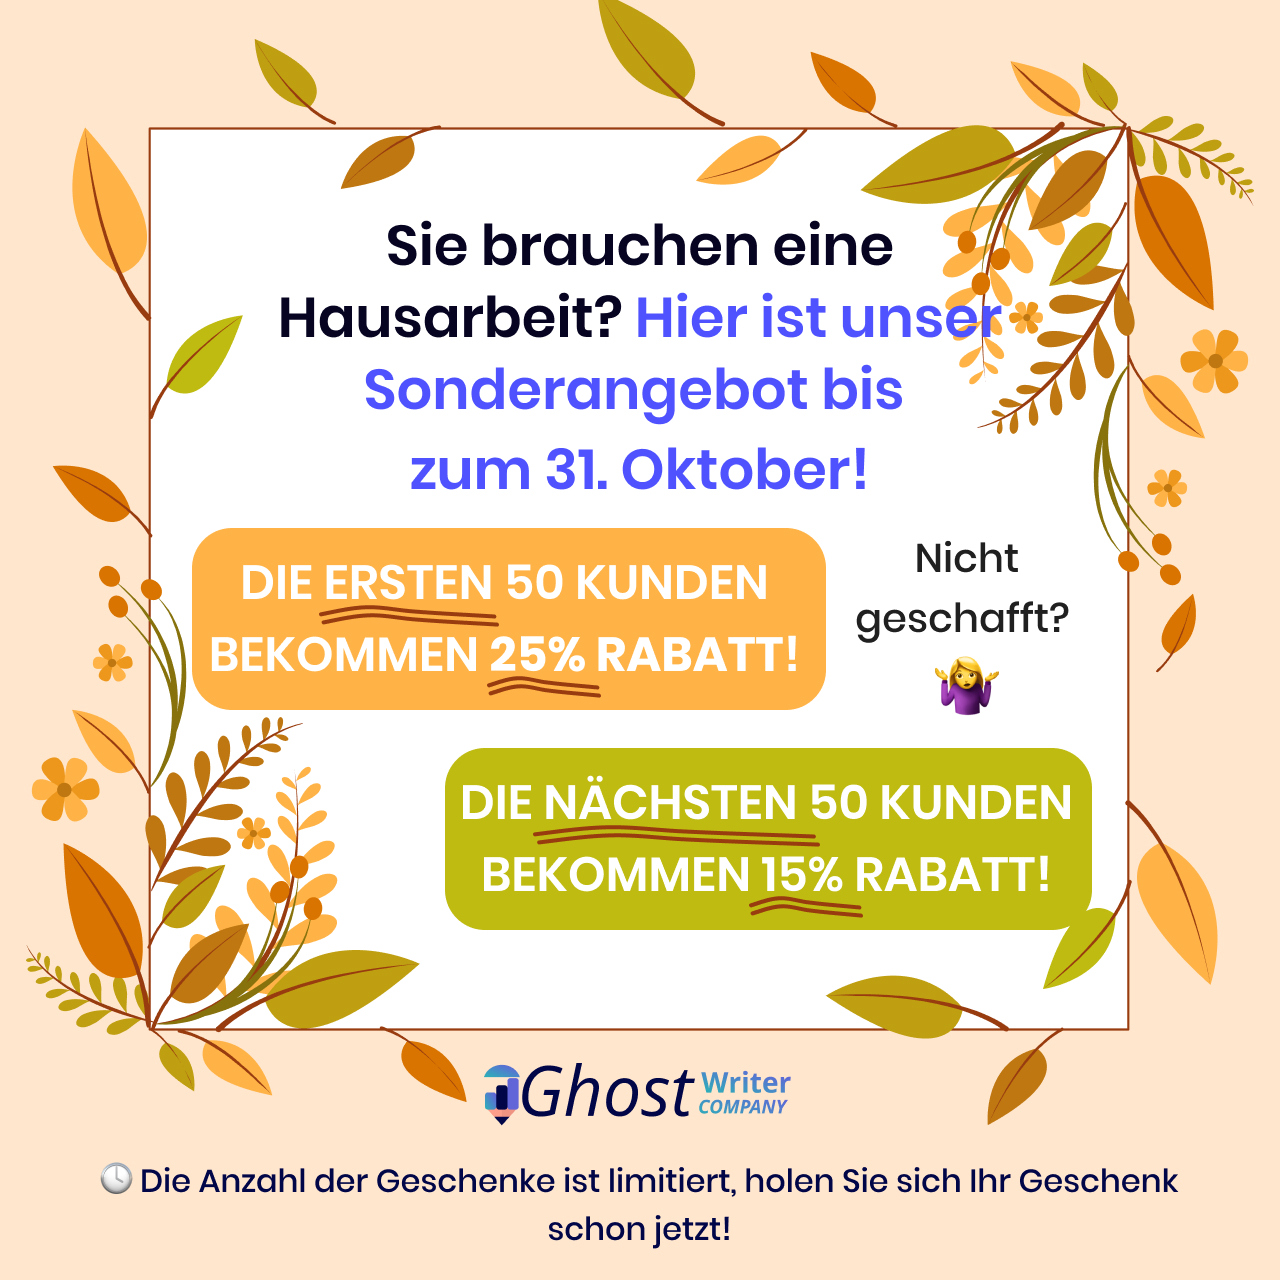 Sie brauchen eine
Hausarbeit? Hier ist unser
Sonderangebot bis
zum 31. Oktober!
DIE ERSTEN 50 KUNDEN
BEKOMMEN 25% RABATT!
Nicht
geschafft?
DIE NÄCHSTEN 50 KUNDEN
BEKOMMEN 15% RABATT!
Ghost Writer
COMPANY
Die Anzahl der Geschenke ist limitiert, holen Sie sich Ihr Geschenk
schon jetzt!